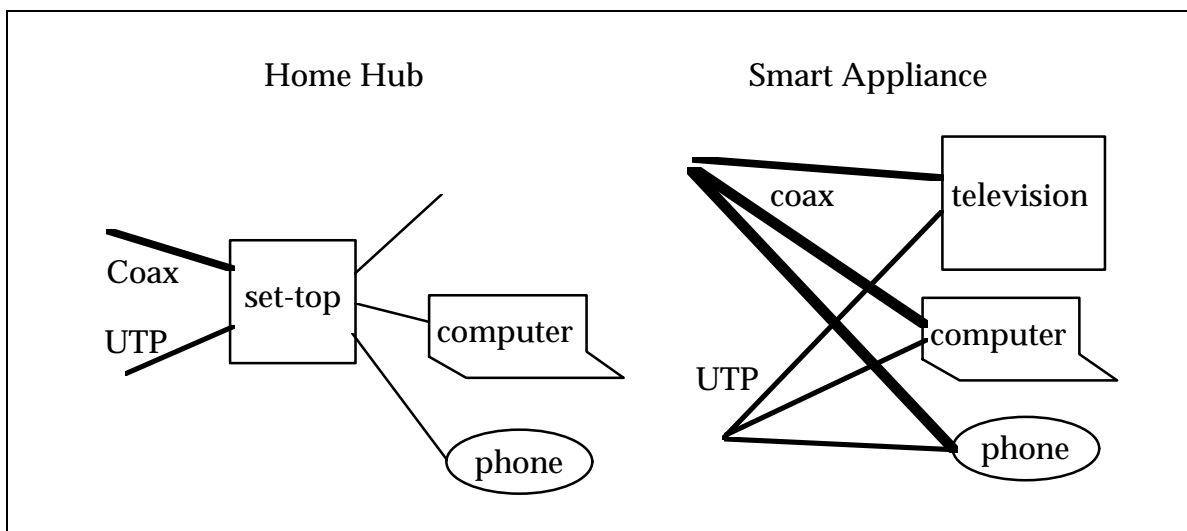 Home Hub
Coax
UTP
set-top
computer
phone
Smart Appliance
coax
television
UTP
computer
phone